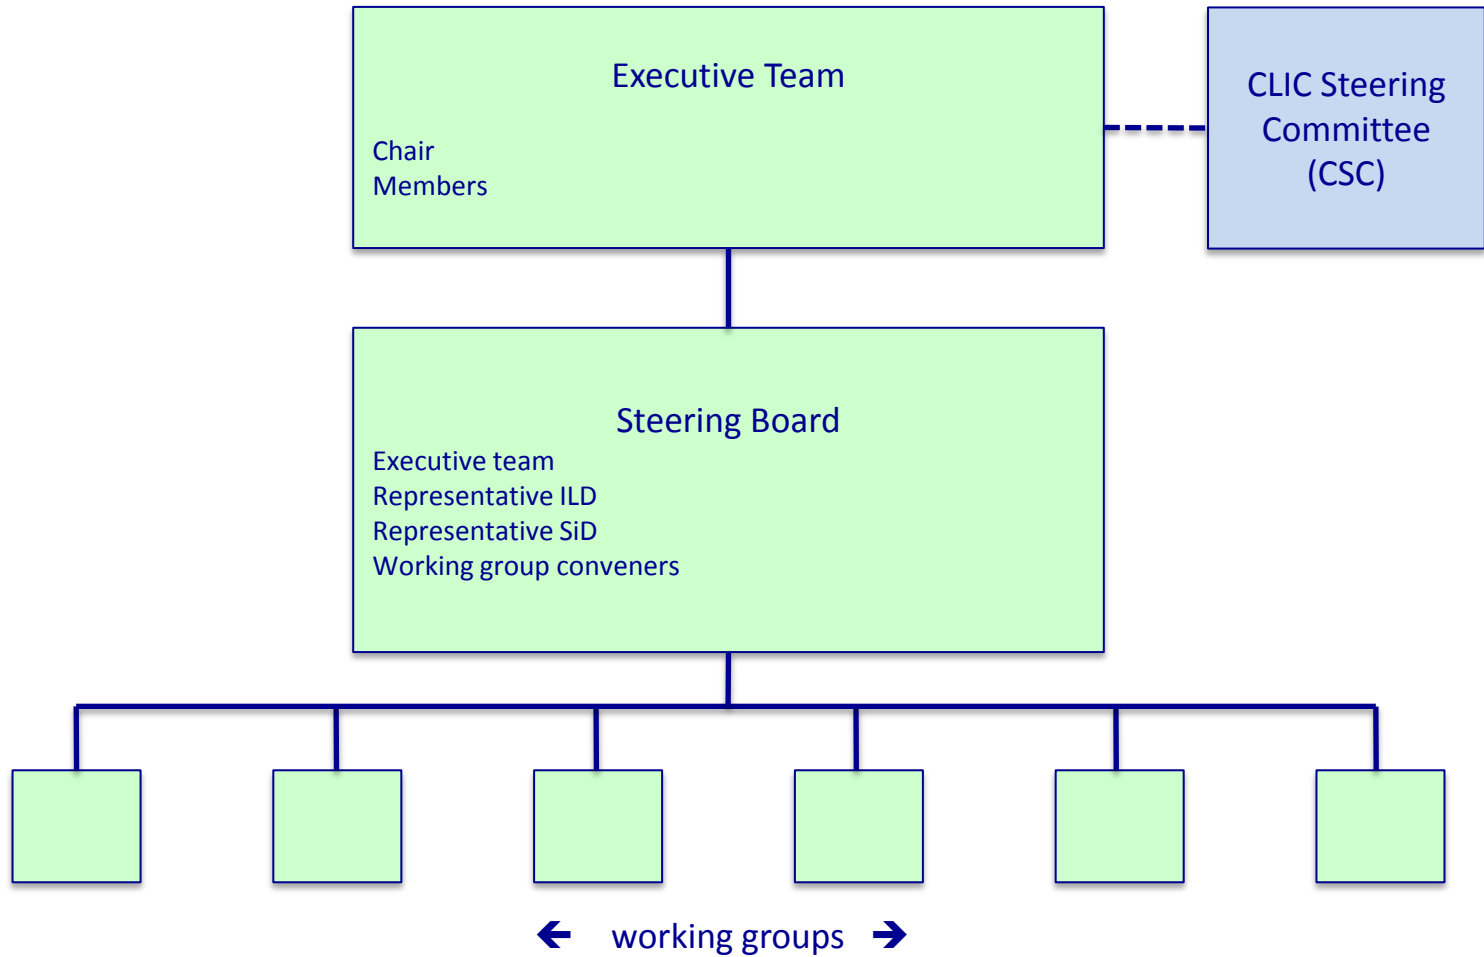 Executive Team
Chair
Members
CLIC Steering
Committee
(CSC)
Steering Board
Executive team
Representative ILD
Representative SiD
Working group conveners
🡸 working groups 🡺